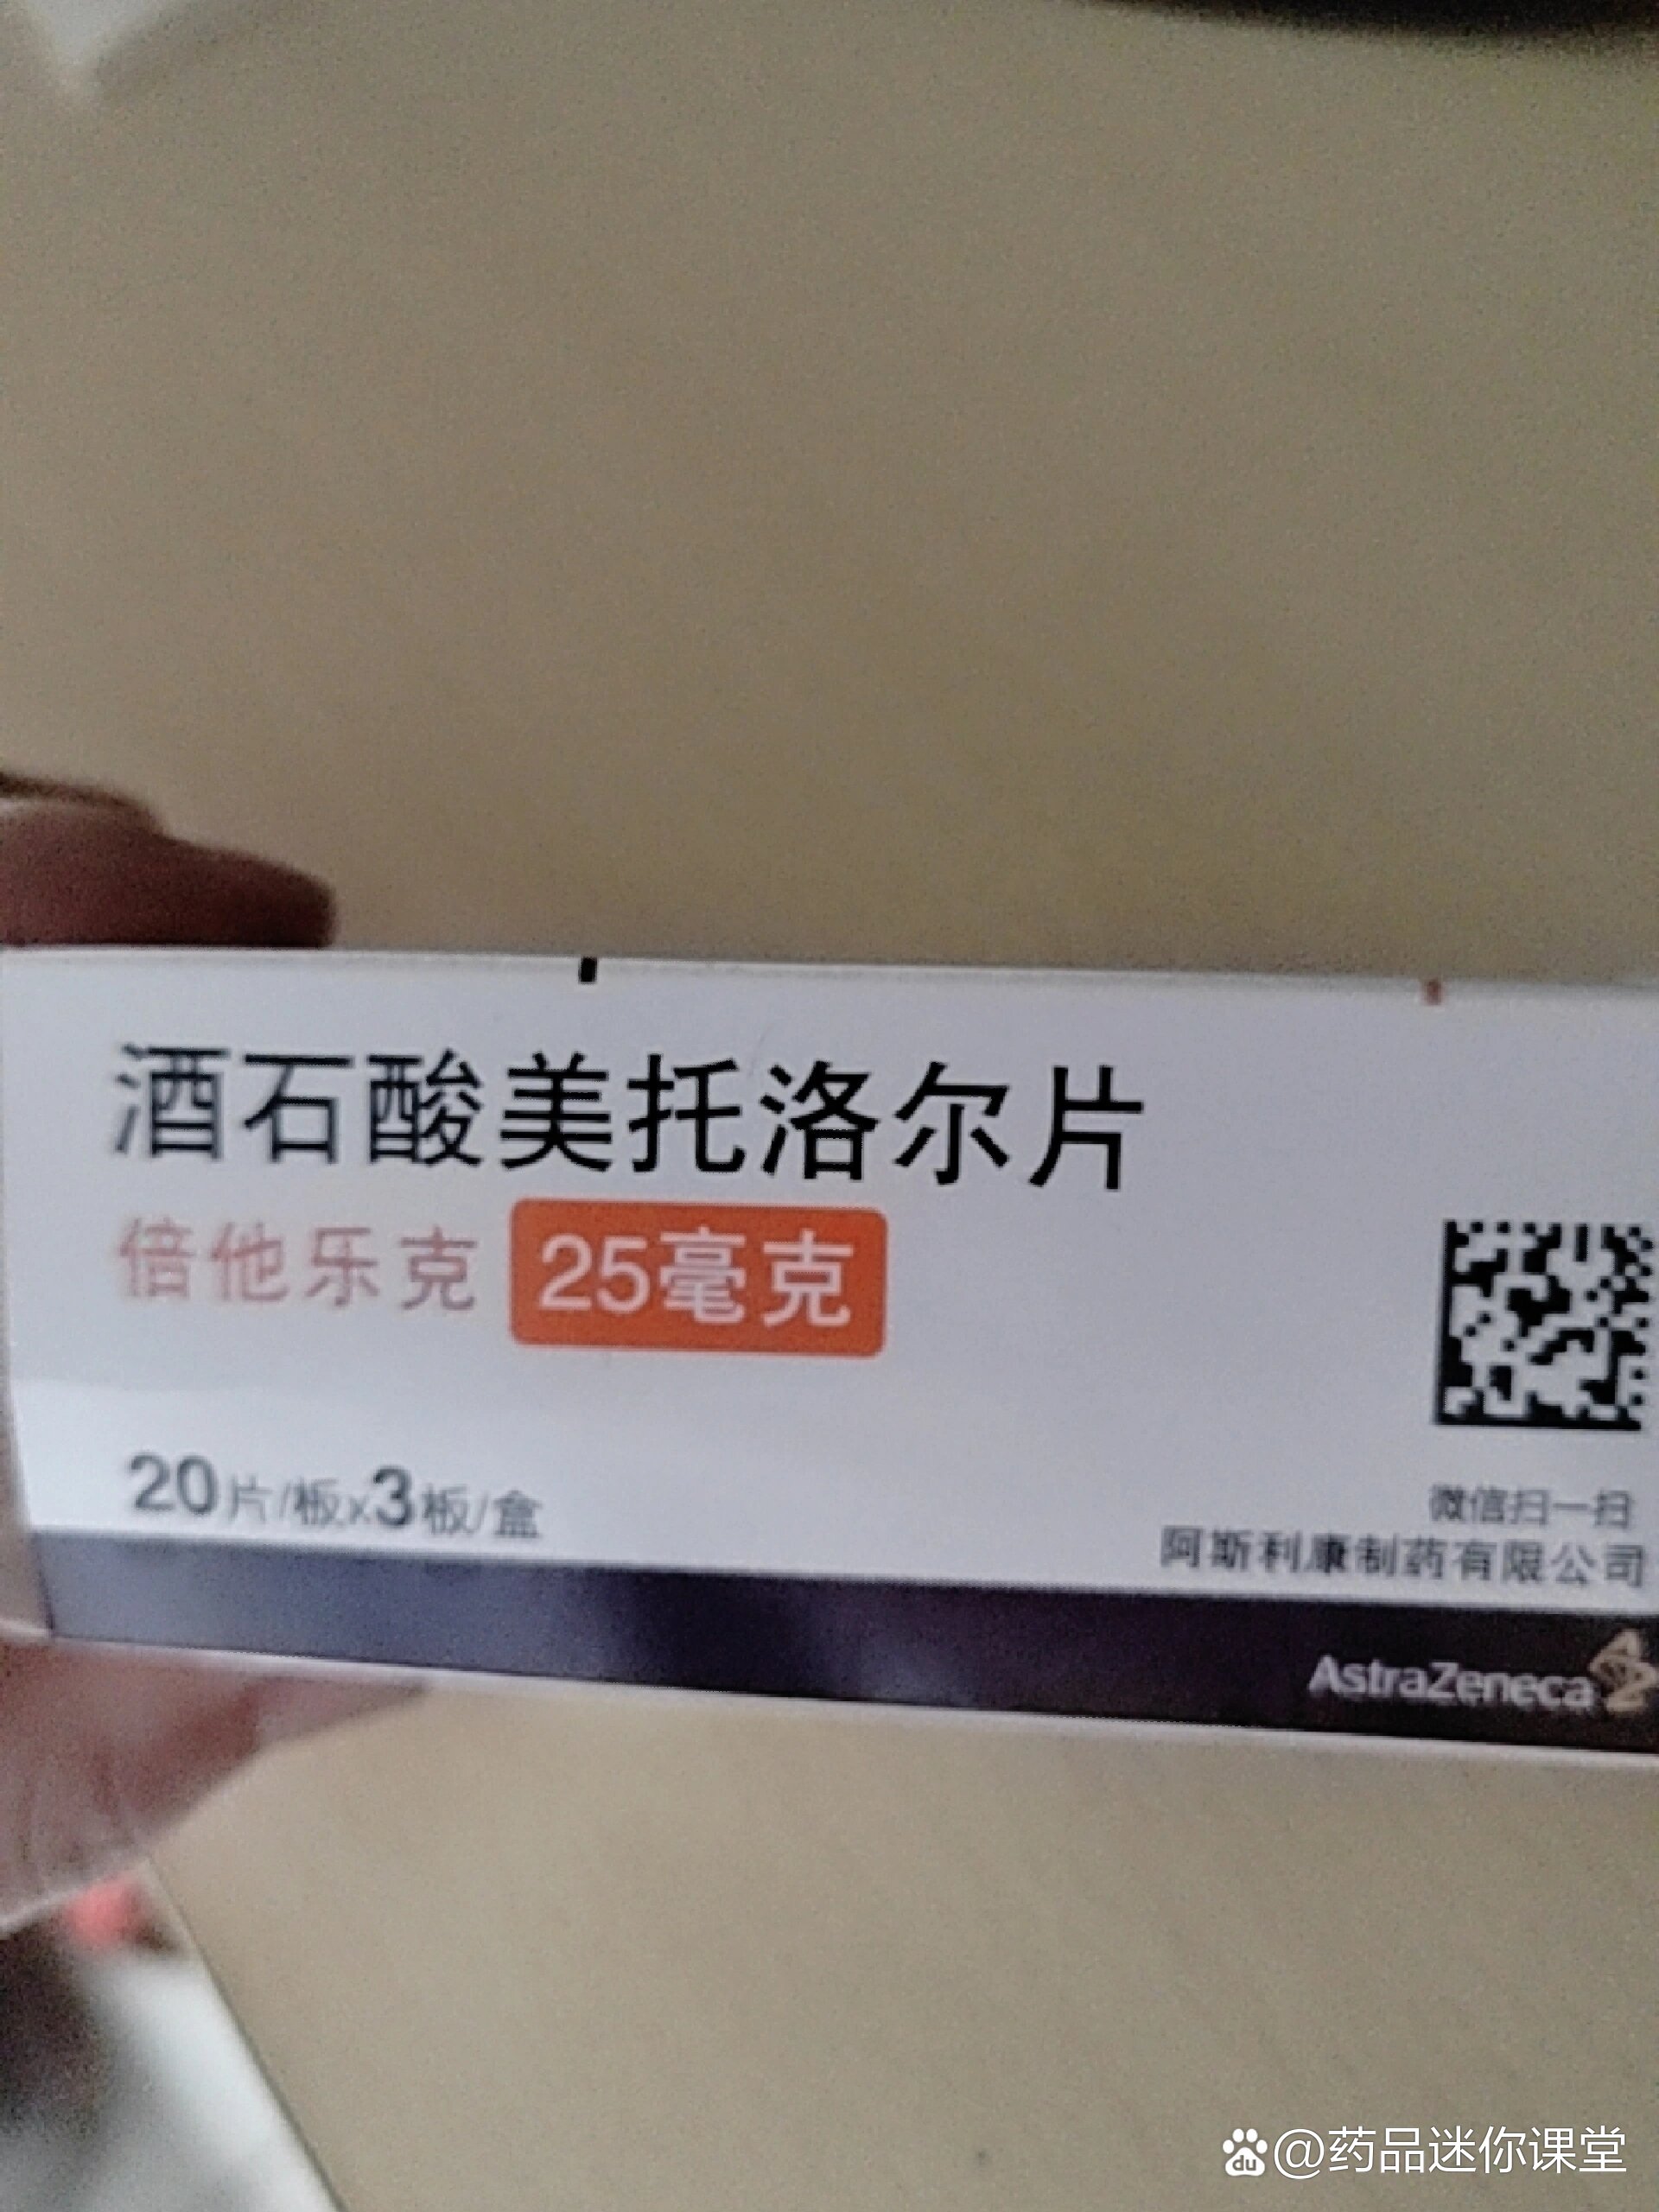 酒石酸美托洛尔片
倍他乐克 25毫克
20片/板x3板/盒
微信扫一扫
阿斯利康制药有限公司
AstraZeneca
du @药品迷你课堂